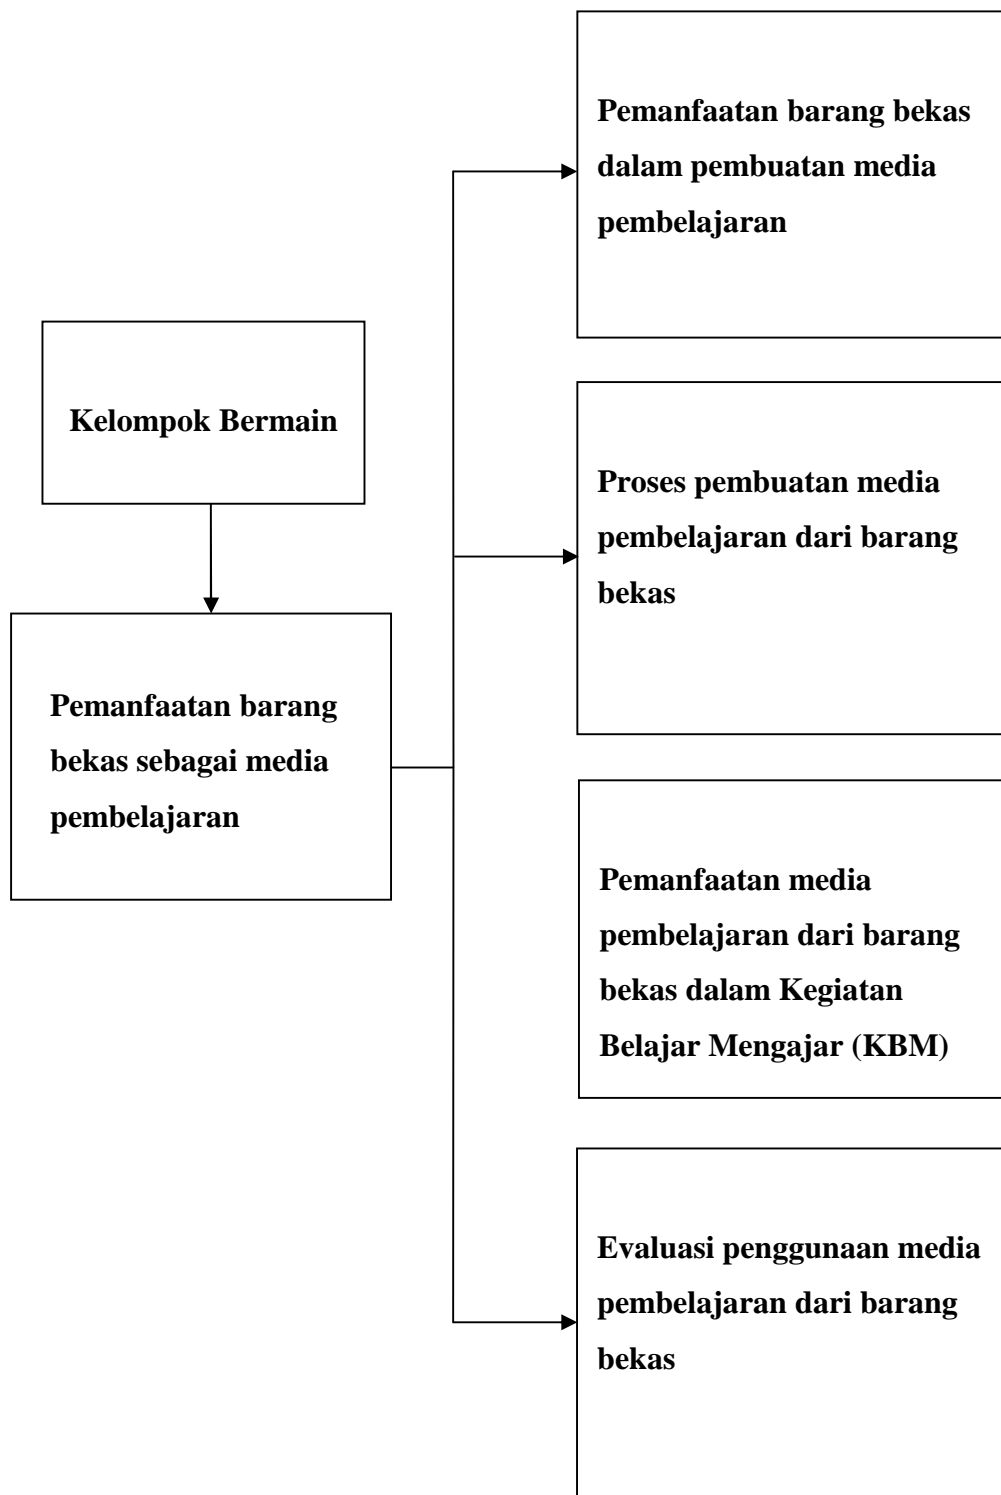 Pemanfaatan barang bekas
dalam pembuatan media
pembelajaran
Kelompok Bermain
Proses pembuatan media
pembelajaran dari barang
bekas
Pemanfaatan barang
bekas sebagai media
pembelajaran
Pemanfaatan media
pembelajaran dari barang
bekas dalam Kegiatan
Belajar Mengajar (KBM)
Evaluasi penggunaan media
pembelajaran dari barang
bekas